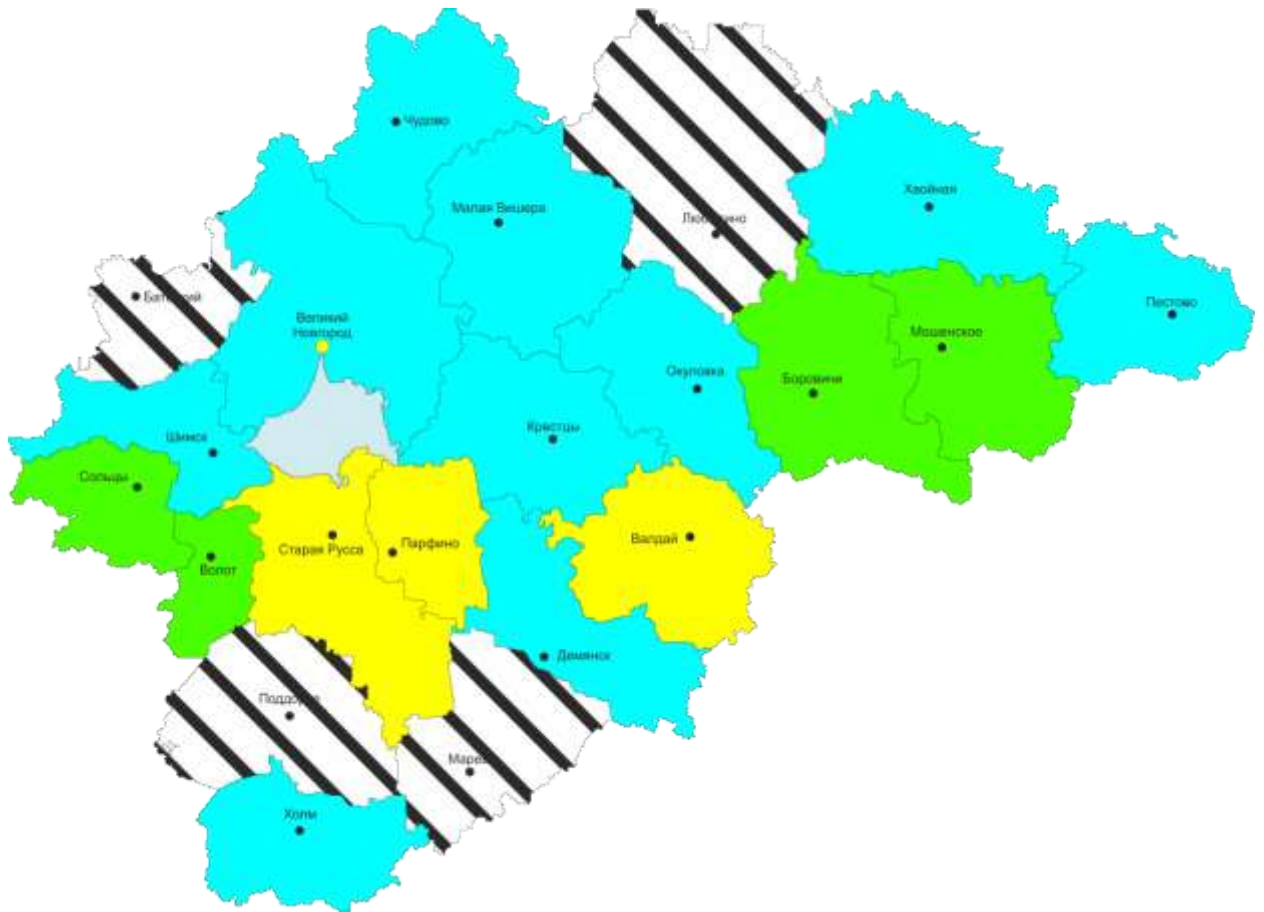 Чудово
Хвойная
Малая Вишера
Пестово
Великий
Новгород
Мошенское
Окуловка
Боровичи
Крестцы
Шимск
Сольцы
Валдай
Парфино
Старая Русса
Волот
Демянск
Холм